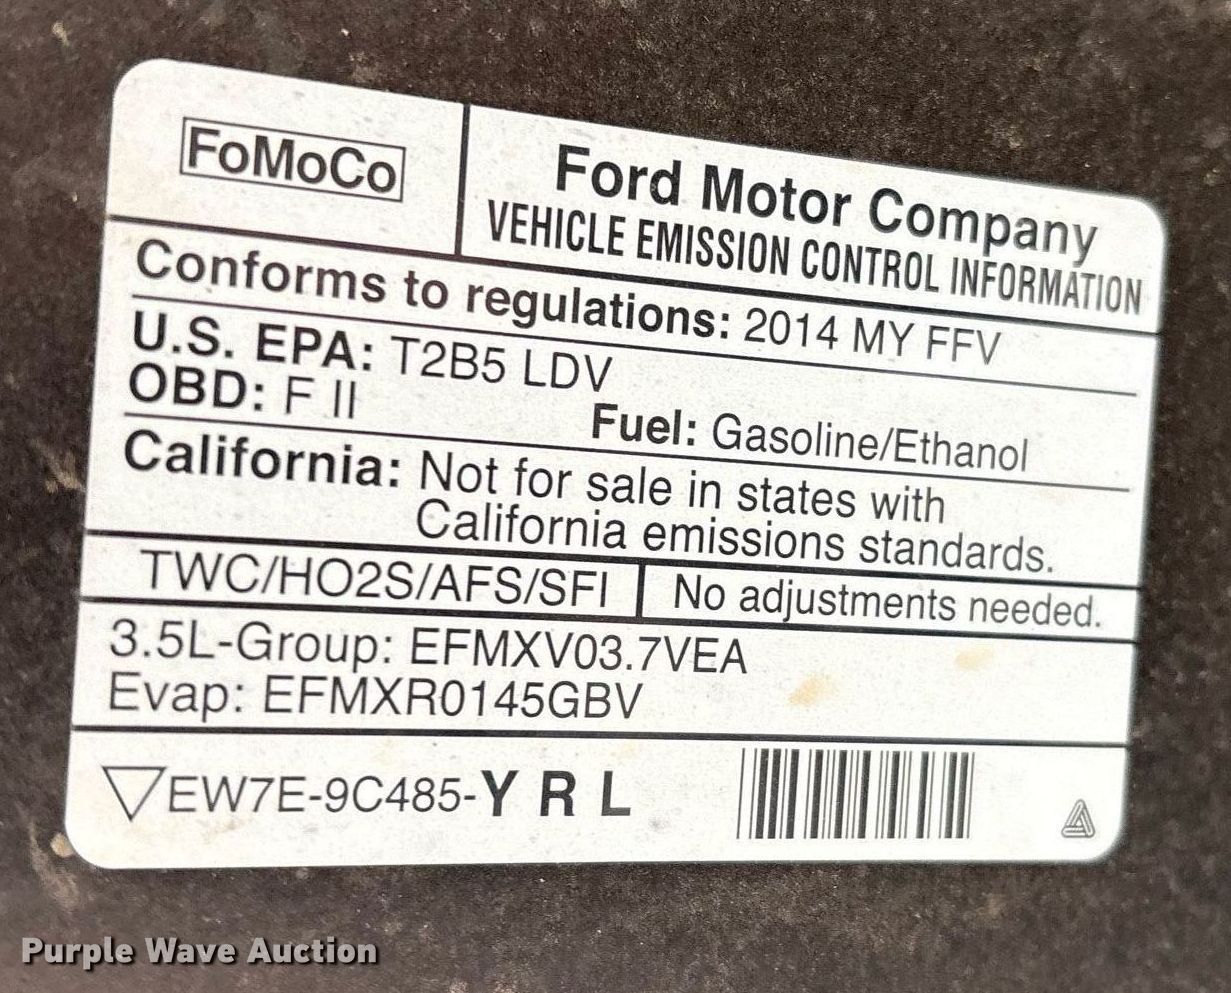 FoMoCo
Ford Motor Company
VEHICLE EMISSION CONTROL INFORMATION
Conforms to regulations: 2014 MY FFV
U.S. EPA: T2B5 LDV
OBD: F II
Fuel: Gasoline/Ethanol
California: Not for sale in states with
California emissions standards.
TWC/HO2S/AFS/SFI
No adjustments needed.
3.5L-Group: EFMXV03.7VEA
Evap: EFMXR0145GBV
EW7E-9C485-Y R L
Purple Wave Auction